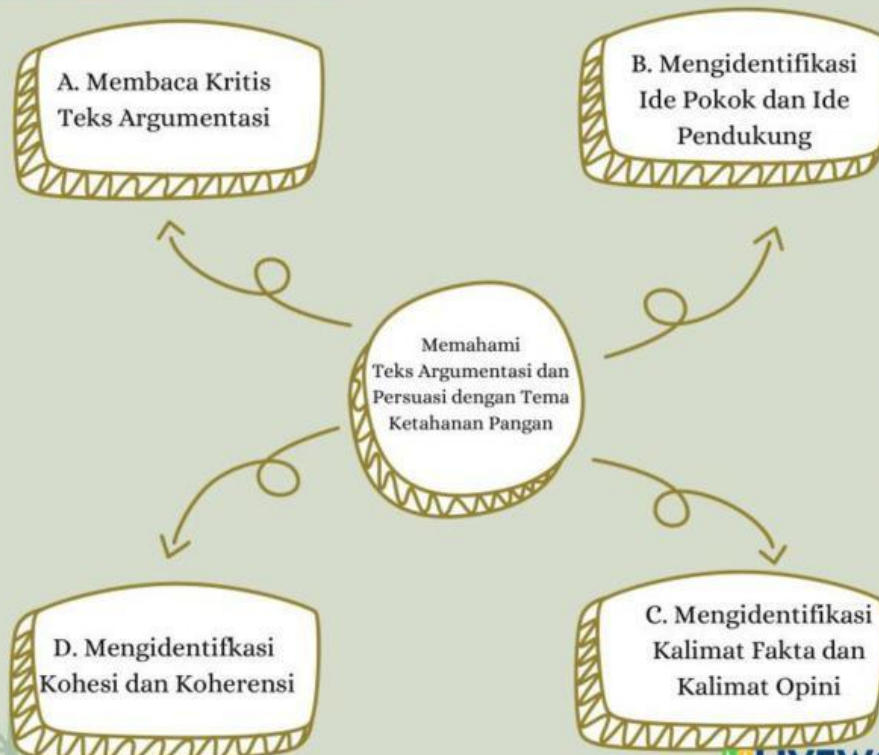 A. Membaca Kritis
Teks Argumentasi
B. Mengidentifikasi
Ide Pokok dan Ide
Pendukung
Memahami
Teks Argumentasi dan
Persuasi dengan Tema
Ketahanan Pangan
D. Mengidentifkasi
Kohesi dan Koherensi
C. Mengidentifikasi
Kalimat Fakta dan
Kalimat Opini